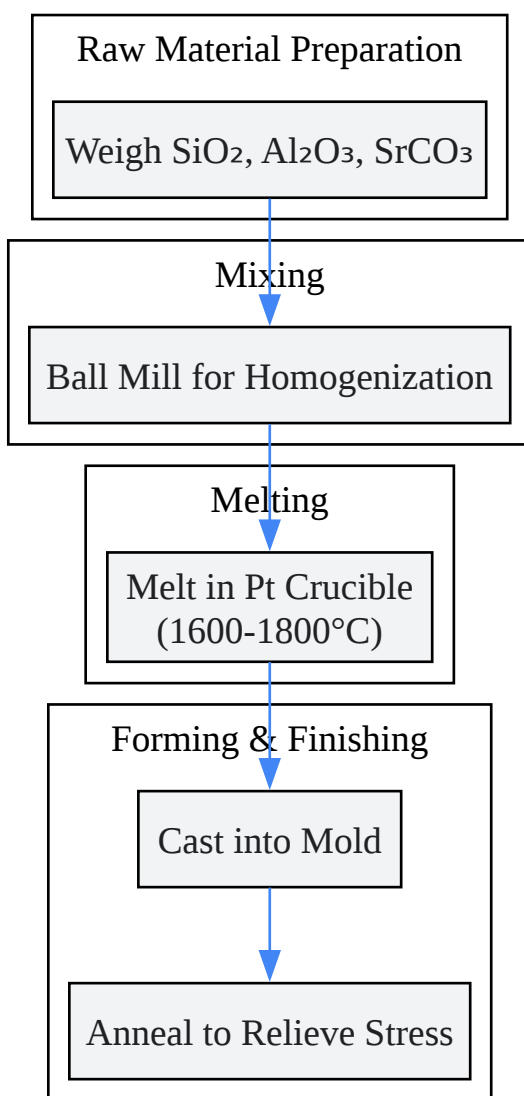 Raw Material Preparation
Weigh SiO₂, Al₂O₃, SrCO₃
Mixing
Ball Mill for Homogenization
Melting
Melt in Pt Crucible
(1600-1800°C)
Forming & Finishing
Cast into Mold
Anneal to Relieve Stress